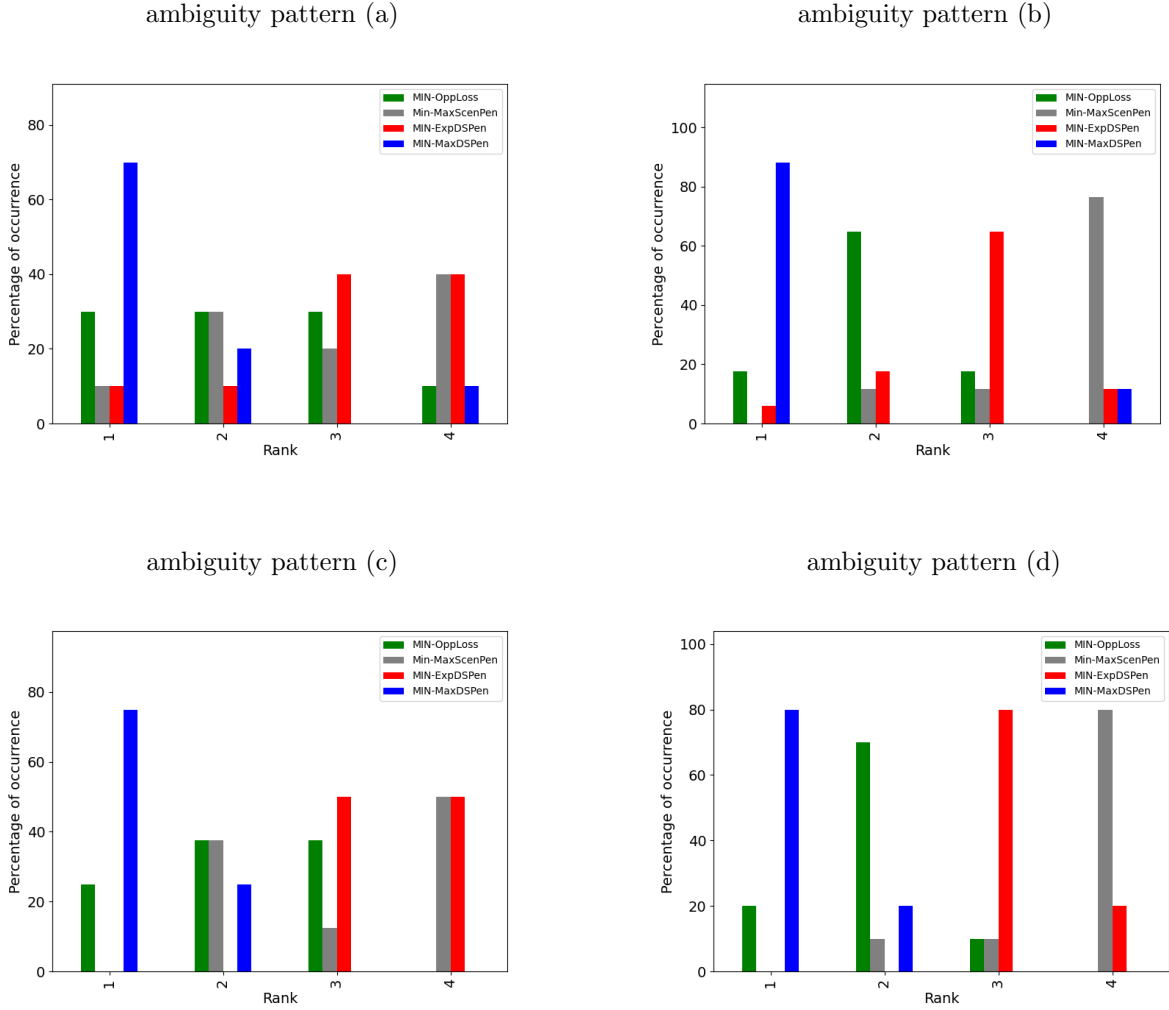 ambiguity pattern (a)
Percentage of occurrence
80
60
40
20
0
MIN-OppLoss
Min-MaxScenPen
MIN-ExpDSPen
MIN-MaxDSPen
1
2
3
4
Rank
ambiguity pattern (b)
Percentage of occurrence
100
80
60
40
20
0
MIN-OppLoss
Min-MaxScenPen
MIN-ExpDSPen
MIN-MaxDSPen
1
2
3
4
Rank
ambiguity pattern (c)
Percentage of occurrence
80
60
40
20
0
MIN-OppLoss
Min-MaxScenPen
MIN-ExpDSPen
MIN-MaxDSPen
1
2
3
4
Rank
ambiguity pattern (d)
Percentage of occurrence
100
80
60
40
20
0
MIN-OppLoss
Min-MaxScenPen
MIN-ExpDSPen
MIN-MaxDSPen
1
2
3
4
Rank